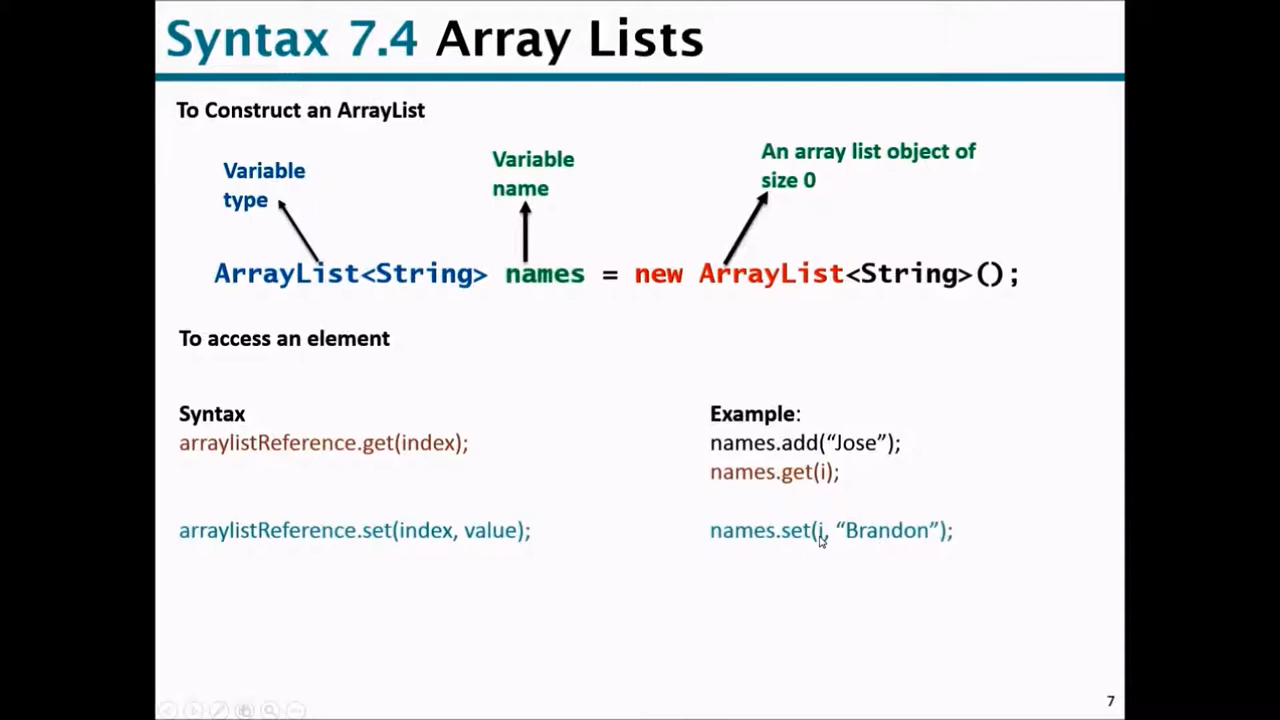 Syntax 7.4 Array Lists
To Construct an ArrayList
Variable
type
Variable
name
An array list object of
size 0
ArrayList<String> names = new ArrayList<String>();
To access an element
Syntax
arraylistReference.get(index);
arraylistReference.set(index, value);
Example:
names.add(“Jose”);
names.get(i);
names.set(i, “Brandon”);
7